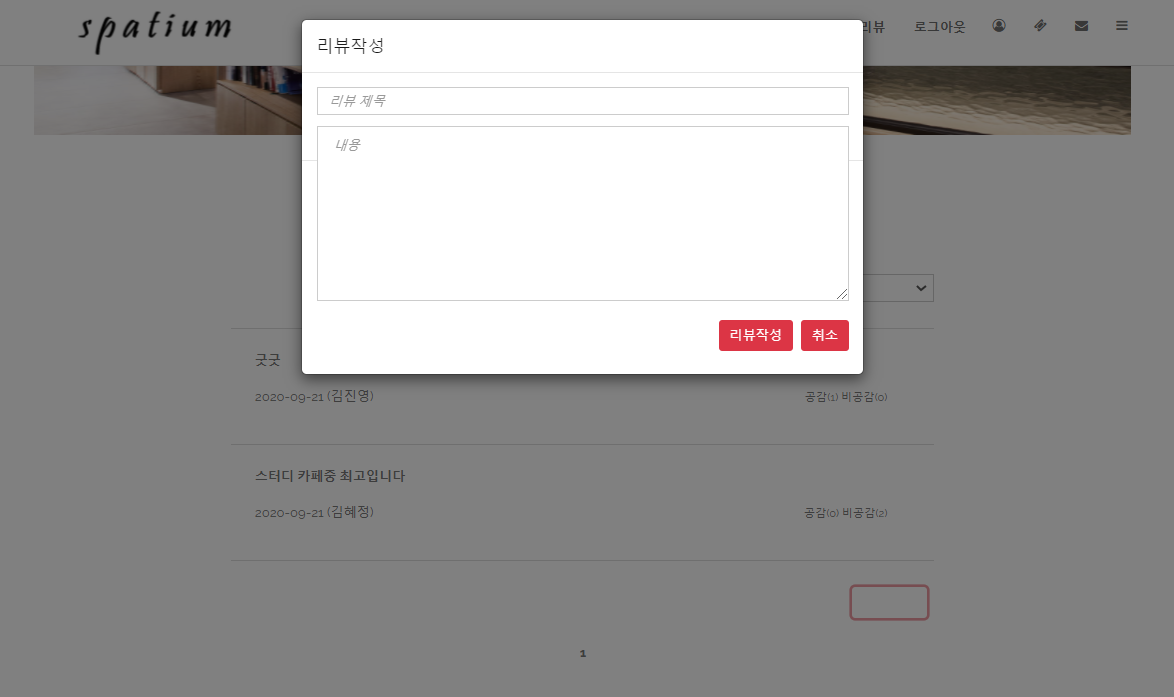 spatium
리뷰 로그아웃
리뷰작성
리뷰 제목
내용
리뷰작성 취소
굿굿
2020-09-21 (김진영) 공감(1) 비공감(0)
스터디 카페중 최고입니다
2020-09-21 (김혜정) 공감(0) 비공감(2)
1